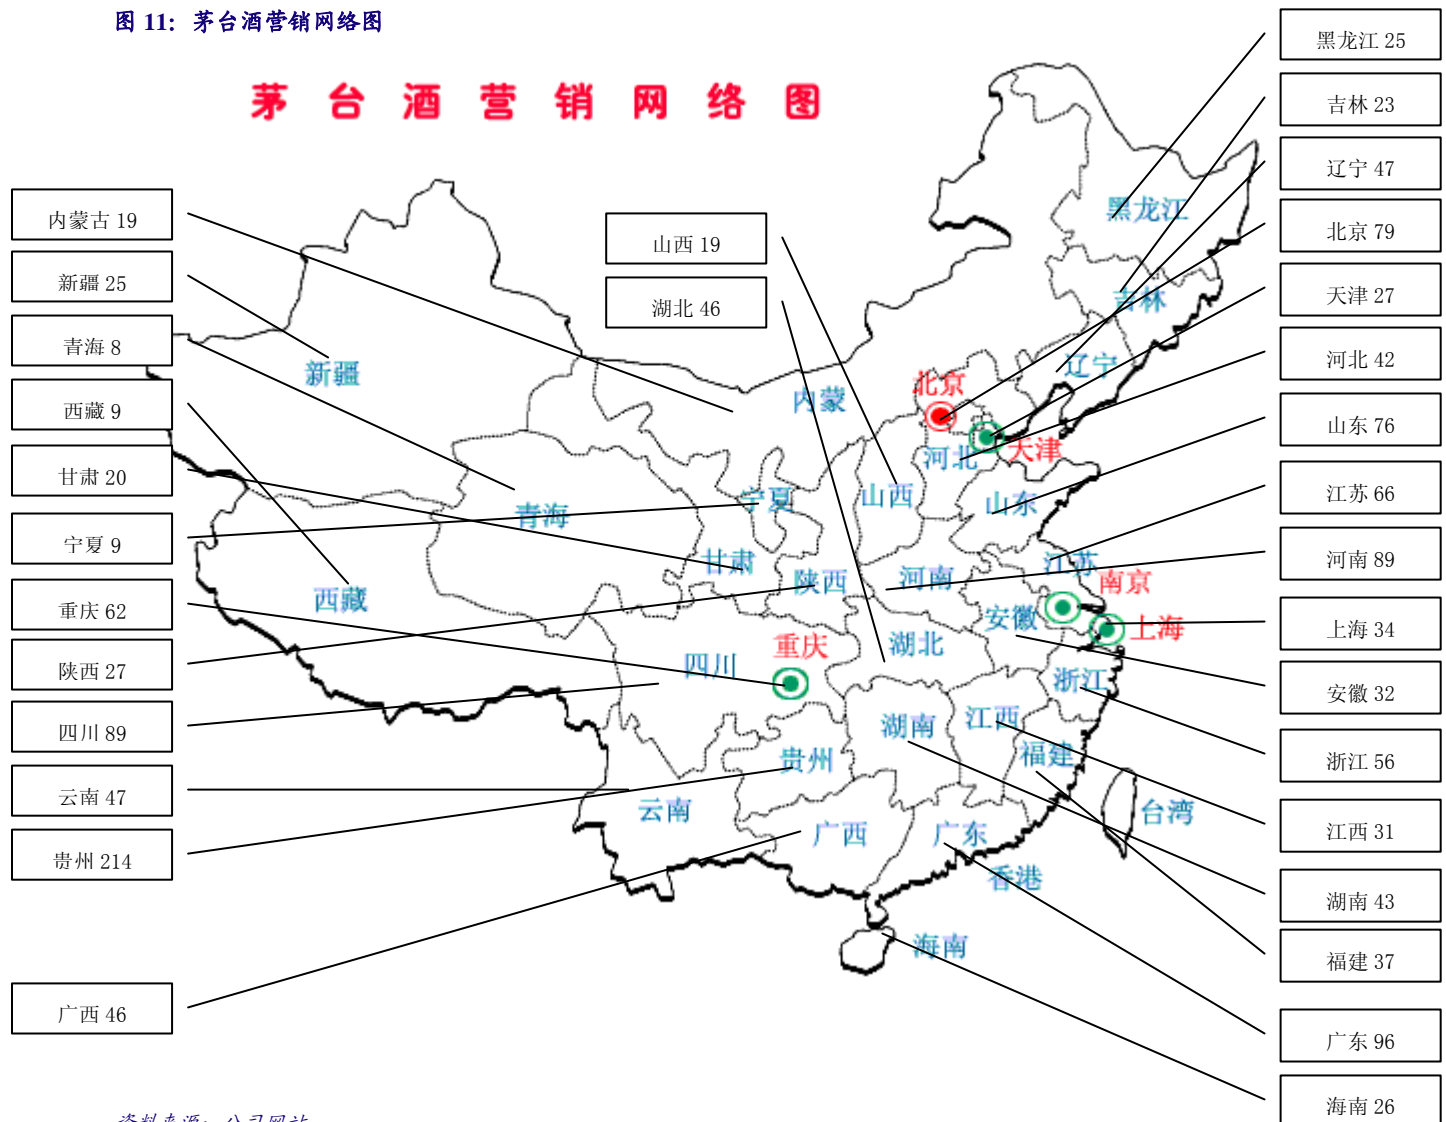 图 11: 茅台酒营销网络图
茅台酒营销网络图
内蒙古 19
新疆 25
青海 8
西藏 9
甘肃 20
宁夏 9
重庆 62
陕西 27
四川 89
云南 47
贵州 214
广西 46
山西 19
湖北 46
黑龙江 25
吉林 23
辽宁 47
北京 79
天津 27
河北 42
山东 76
江苏 66
河南 89
上海 34
安徽 32
浙江 56
江西 31
湖南 43
福建 37
广东 96
海南 26
黑龙江
吉林
辽宁
新疆
内蒙
北京
天津
河北
山西
山东
宁夏
青海
甘肃
陕西
河南
江苏
南京
西藏
安徽
上海
湖北
重庆
四川
浙江
湖南
江西
福建
贵州
云南
广西
广东
台湾
香港
海南
资料来源: 公司网站